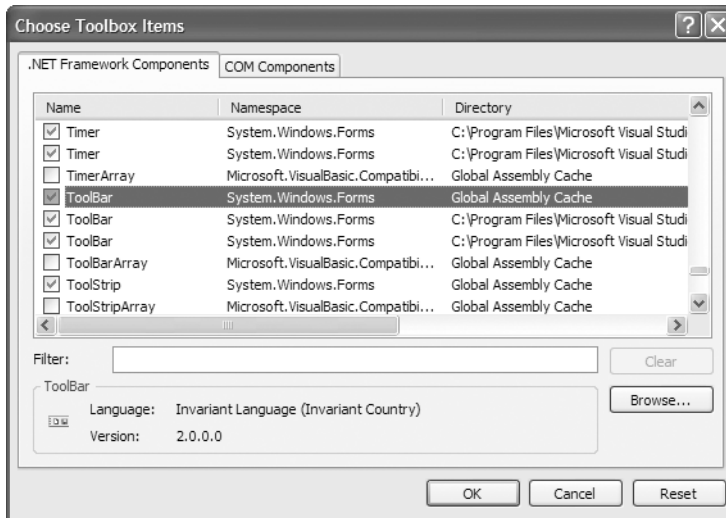 Choose Toolbox Items
.NET Framework Components COM Components
Name Namespace Directory
Timer System.Windows.Forms C:\Program Files\Microsoft Visual Studi
Timer System.Windows.Forms C:\Program Files\Microsoft Visual Studi
TimerArray Microsoft.VisualBasic.Compatibi... Global Assembly Cache
ToolBar System.Windows.Forms Global Assembly Cache
ToolBar System.Windows.Forms C:\Program Files\Microsoft Visual Studi
ToolBar System.Windows.Forms C:\Program Files\Microsoft Visual Studi
ToolBarArray Microsoft.VisualBasic.Compatibi... Global Assembly Cache
ToolStrip System.Windows.Forms Global Assembly Cache
ToolStripArray Microsoft.VisualBasic.Compatibi... Global Assembly Cache
Filter: Clear
ToolBar
Browse...
Language: Invariant Language (Invariant Country)
Version: 2.0.0.0
OK Cancel Reset